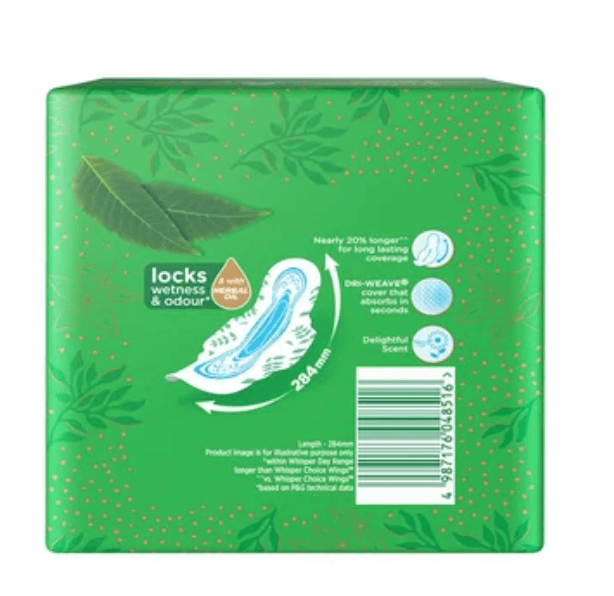 Nearly 20% longer^^
for long lasting
coverage
locks
wetness
& odour*
& with
HERBAL
OIL
DRI-WEAVE®
cover that
absorbs in
seconds
Delightful
Scent
284 mm
Length - 284mm
Product image is for illustrative purpose only
*within Whisper Day Range
longer than Whisper Choice Wings™
^^vs. Whisper Choice Wings™
*based on P&G technical data
4 987176 048516 >